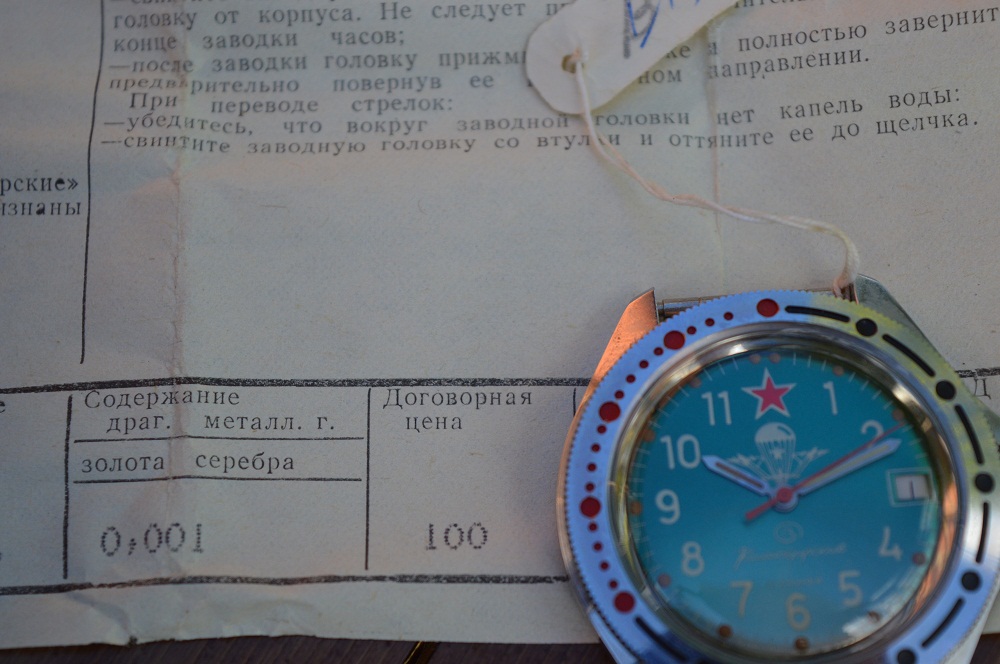 головку от корпуса. Не следует
конце заводки часов;
—после заводки головку и полностью завернит
предварительно повернув ее направлении.
При переводе стрелок:
—убедитесь, что вокруг заводной головки нет капель воды:
—свинтите заводную головку со втулки и оттяните ее до щелчка.
рские»
изнаны
Содержание
драг. металл. г.
золота серебра
0,001
Договорная
цена
100
11 1
10 2
9
8 4
7 6 5